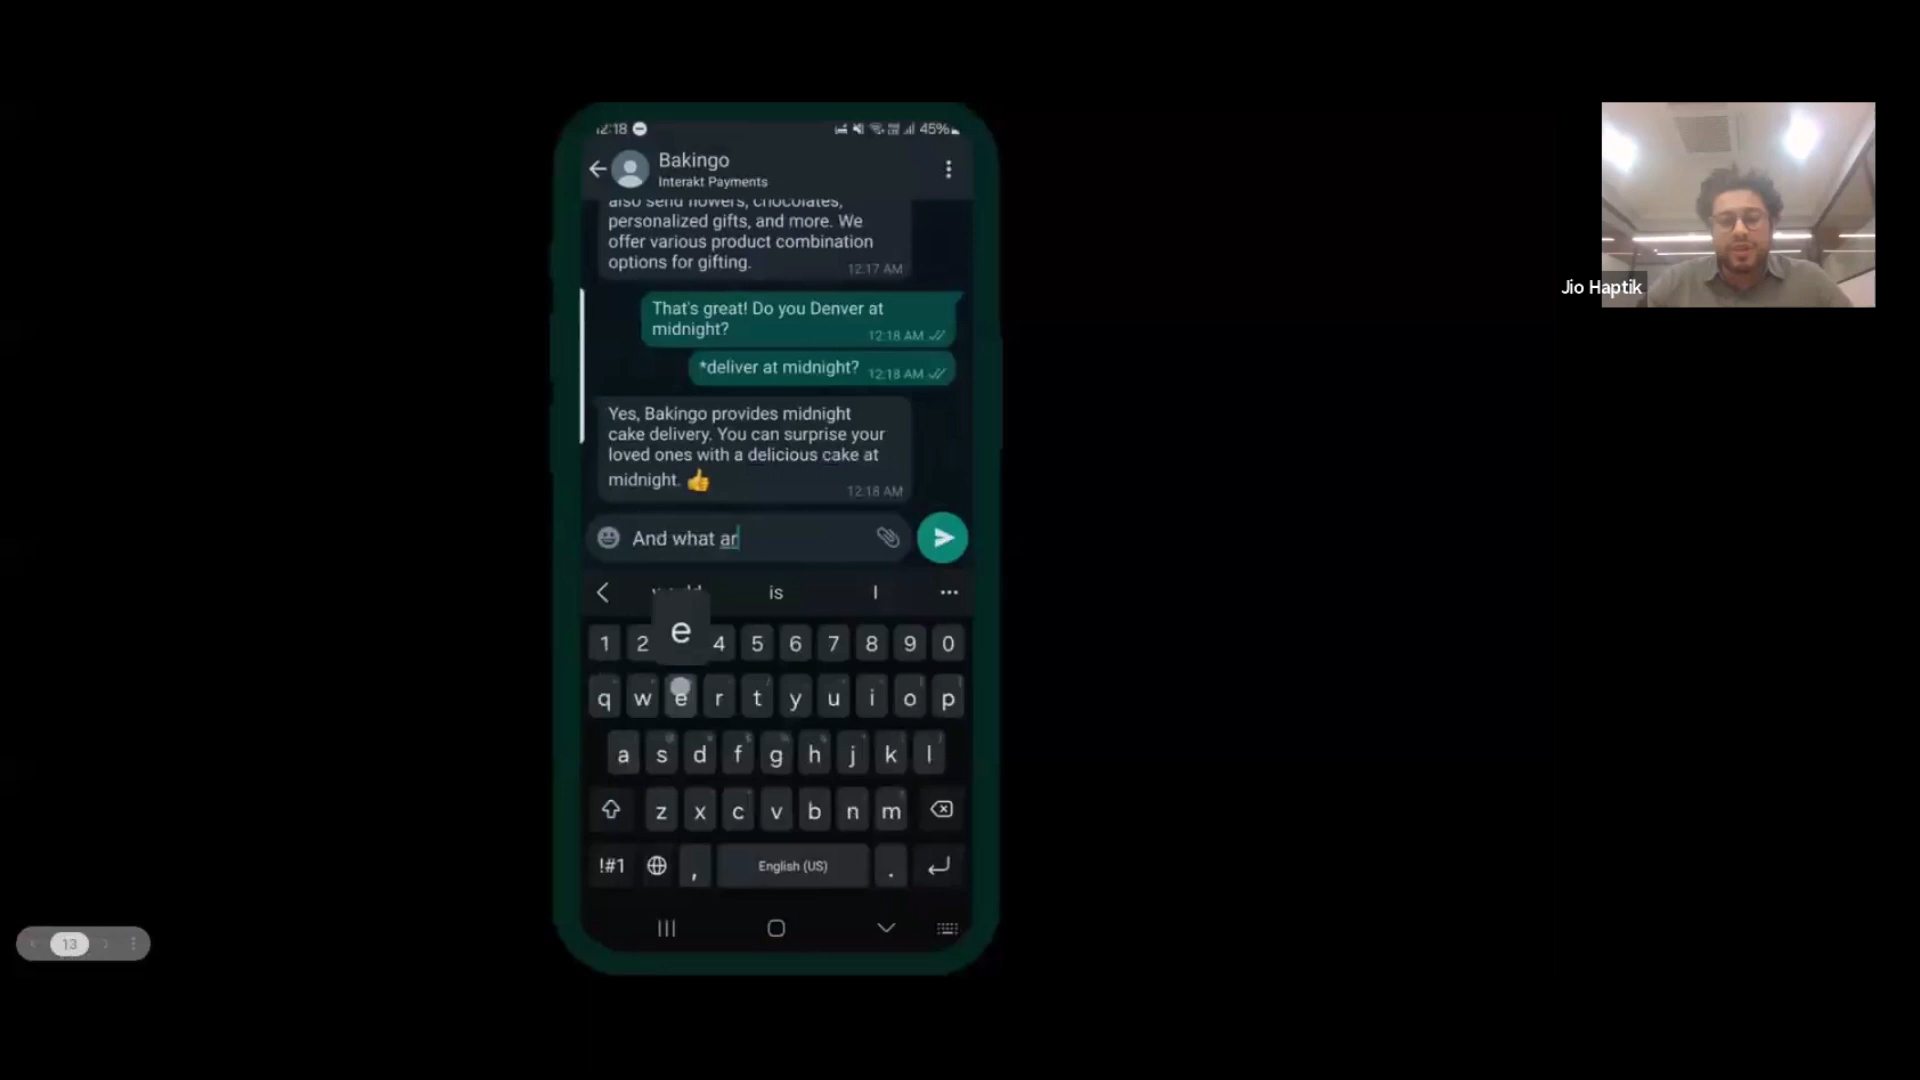 12:18
45%
Bakingo
Interakt Payments
also send flowers, chocolates,
personalized gifts, and more. We
offer various product combination
options for gifting.
12:17 AM
That's great! Do you Denver at
midnight?
12:18 AM
*deliver at midnight?
12:18 AM
Yes, Bakingo provides midnight
cake delivery. You can surprise your
loved ones with a delicious cake at
midnight. 👍
12:18 AM
And what ar
is
I
e
1 2 4 5 6 7 8 9 0
q w e r t y u i o p
a s d f g h j k l
z x c v b n m
!#1 , English (US) .
Jio Haptik
13